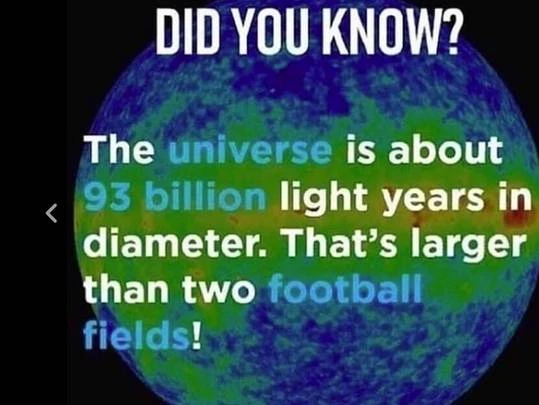 DID YOU KNOW?
The universe is about
93 billion light years in
diameter. That's larger
than two football
fields!